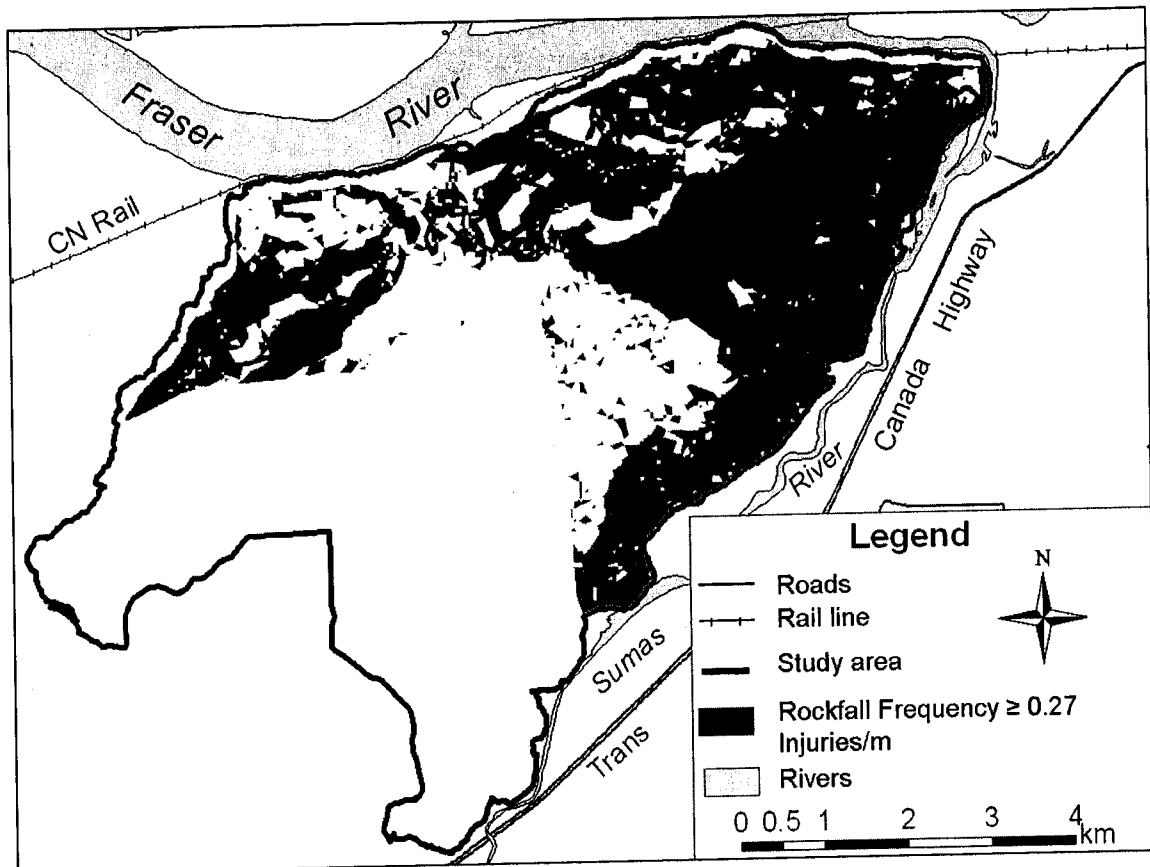 Fraser River
CN Rail
Canada Highway
River
Sumas
Trans
Legend
N
Roads
Rail line
Study area
Rockfall Frequency ≥ 0.27
Injuries/m
Rivers
0 0.5 1 2 3 4
km